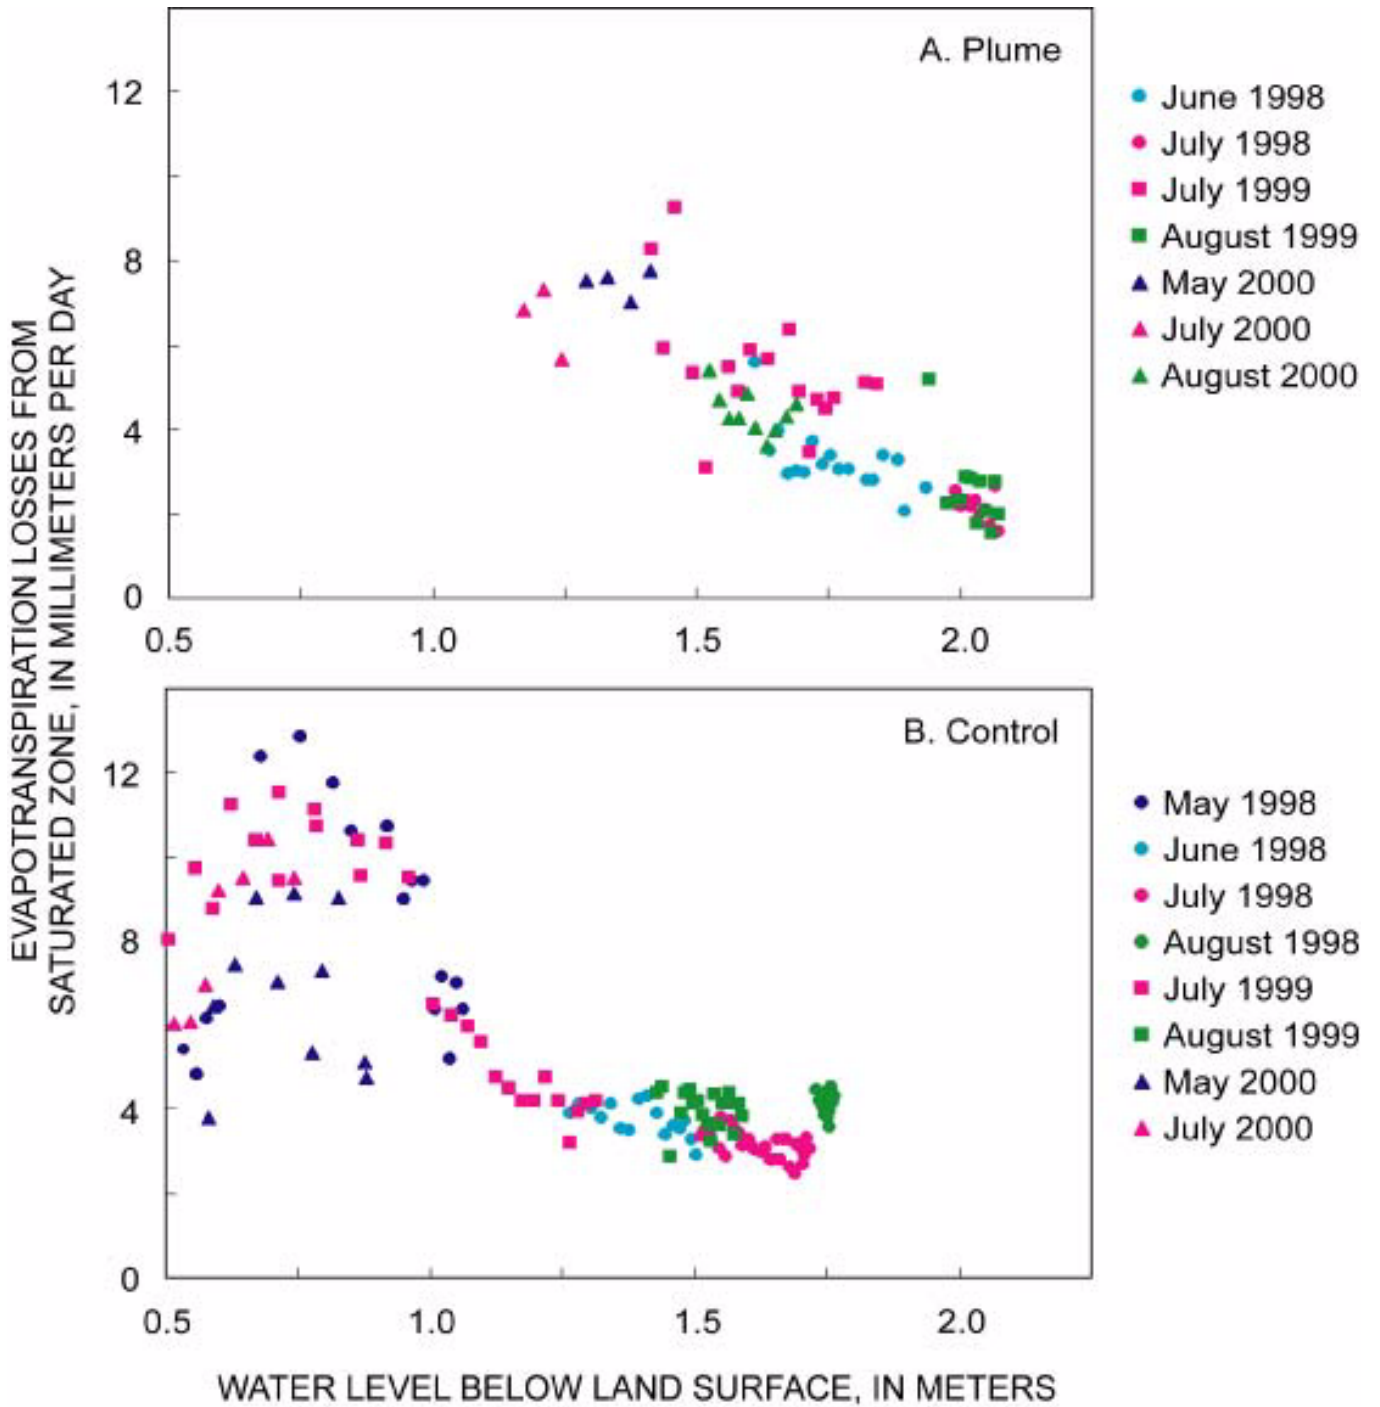 EVAPOTRANSPIRATION LOSSES FROM
SATURATED ZONE, IN MILLIMETERS PER DAY
A. Plume
12
8
4
0
0.5 1.0 1.5 2.0
June 1998
July 1998
July 1999
August 1999
May 2000
July 2000
August 2000
B. Control
12
8
4
0
0.5 1.0 1.5 2.0
May 1998
June 1998
July 1998
August 1998
July 1999
August 1999
May 2000
July 2000
WATER LEVEL BELOW LAND SURFACE, IN METERS